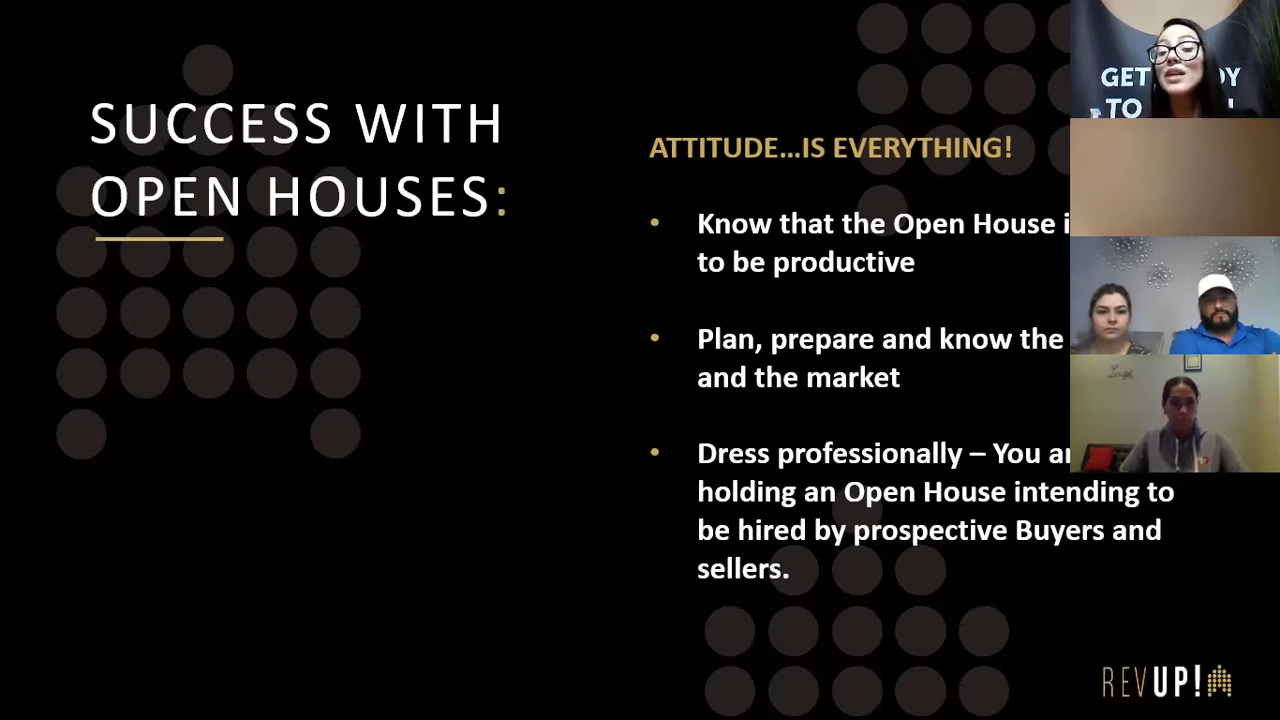 SUCCESS WITH
OPEN HOUSES:
ATTITUDE...IS EVERYTHING!
• Know that the Open House
to be productive
• Plan, prepare and know the
and the market
• Dress professionally – You
holding an Open House intending to
be hired by prospective Buyers and
sellers.
GET
TO
Laugh
REVUP!